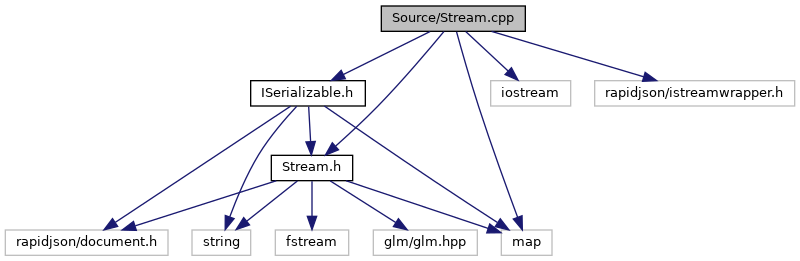 Source/Stream.cpp
ISerializable.h
iostream
rapidjson/istreamwrapper.h
Stream.h
rapidjson/document.h
string
fstream
glm/glm.hpp
map